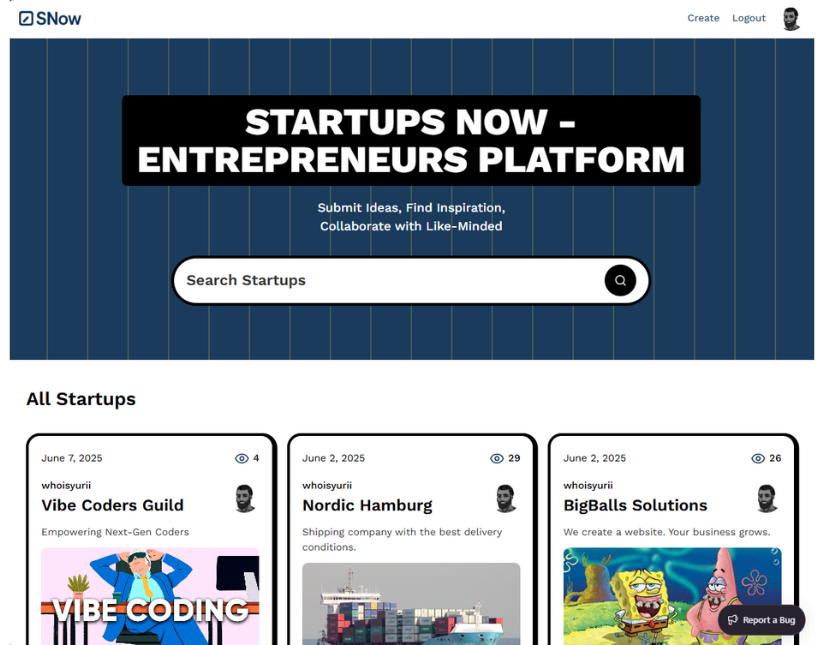 SNow
Create Logout
STARTUPS NOW -
ENTREPRENEURS PLATFORM
Submit Ideas, Find Inspiration,
Collaborate with Like-Minded
Search Startups
All Startups
June 7, 2025 4
whoisyurii
Vibe Coders Guild
Empowering Next-Gen Coders
VIBE CODING
June 2, 2025 29
whoisyurii
Nordic Hamburg
Shipping company with the best delivery
conditions.
June 2, 2025 26
whoisyurii
BigBalls Solutions
We create a website. Your business grows.
Report a Bug